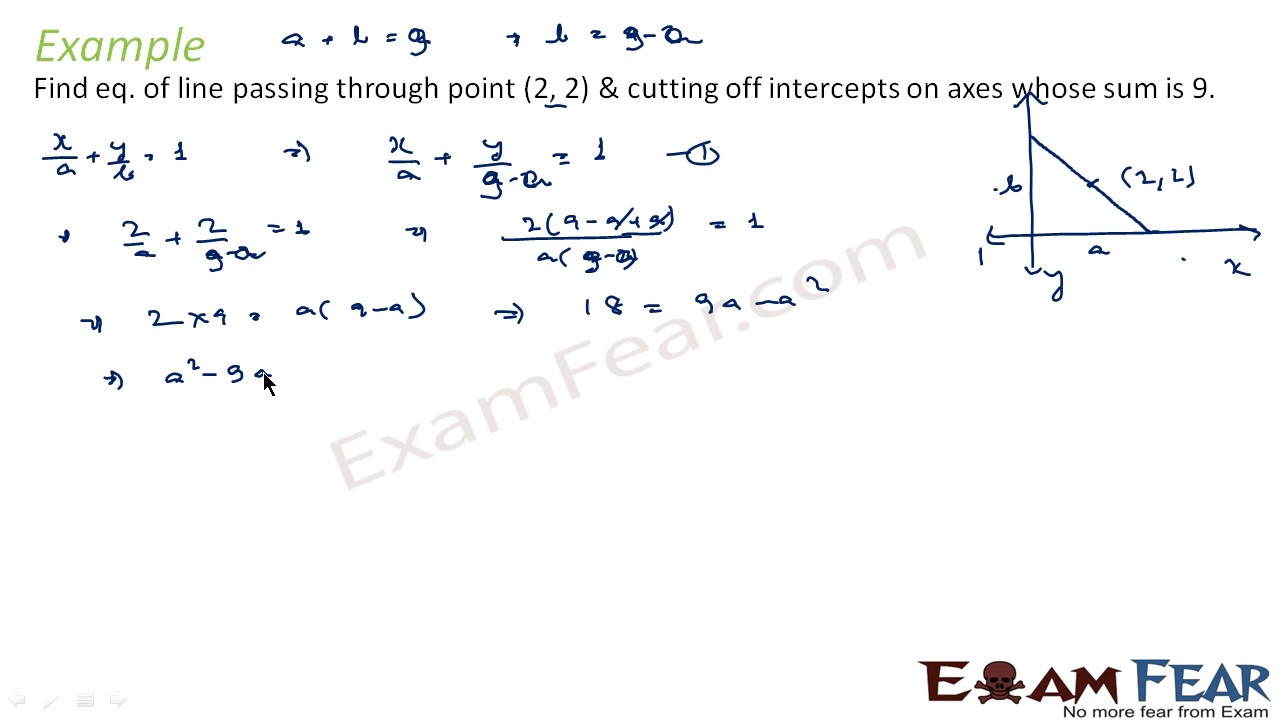 Example
a + b = 9 → b = 9-a
Find eq. of line passing through point (2, 2) & cutting off intercepts on axes whose sum is 9.
x/a + y/b = 1 ⇒ x/a + y/(9-a) = 1 —①
2/a + 2/(9-a) = 1 ⇒ 2(9-a+a)/a(9-a) = 1
⇒ 2×9 = a(9-a) ⇒ 18 = 9a-a²
⇒ a² - 9a
b
(2,2)
a
x
y
ExamFear.com
EXAM FEAR
No more fear from Exam